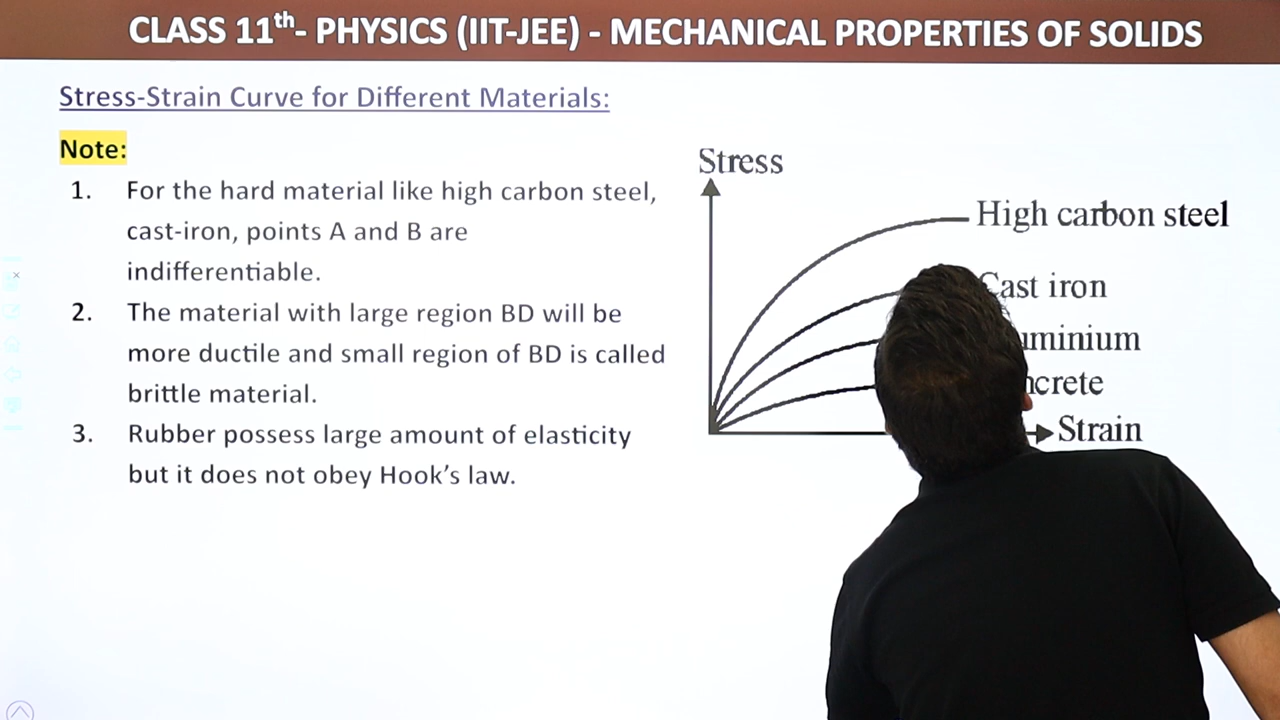 CLASS 11th- PHYSICS (IIT-JEE) - MECHANICAL PROPERTIES OF SOLIDS
Stress-Strain Curve for Different Materials:
Note:
1. For the hard material like high carbon steel,
cast-iron, points A and B are
indifferentiable.
2. The material with large region BD will be
more ductile and small region of BD is called
brittle material.
3. Rubber possess large amount of elasticity
but it does not obey Hook's law.
Stress
High carbon steel
Cast iron
Strain